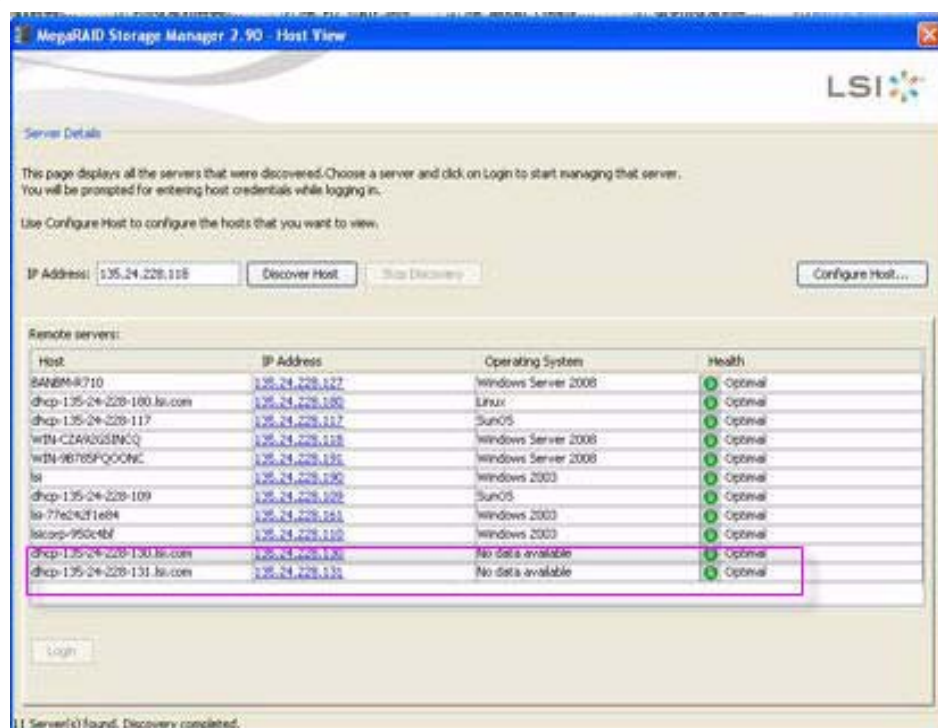 MegaRAID Storage Manager 2.90 - Host View
LSI
Server Details
This page displays all the servers that were discovered.Choose a server and click on Login to start managing that server.
You will be prompted for entering host credentials while logging in.
Use Configure Host to configure the hosts that you want to view.
IP Address: 135.24.228.118 Discover Host Stop Discovery Configure Host...
Remote servers:
Host IP Address Operating System Health
BANBM-R710 135.24.228.127 Windows Server 2008 Optimal
dhcp-135-24-228-180.lsi.com 135.24.228.180 Linux Optimal
dhcp-135-24-228-117 135.24.228.117 SunOS Optimal
135.24.228.118 Windows Server 2008 Optimal
Windows Server 2008 Optimal
lsi 135.24.228.190 Windows 2003 Optimal
dhcp-135-24-228-109 135.24.228.109 SunOS Optimal
lsi-77e242f1e84 135.24.228.161 Windows 2003 Optimal
lsicorp-950c4bf 135.24.228.110 Windows 2003 Optimal
dhcp-135-24-228-130.lsi.com 135.24.228.130 No data available Optimal
dhcp-135-24-228-131.lsi.com 135.24.228.131 No data available Optimal
Login
11 Server(s) found. Discovery completed.